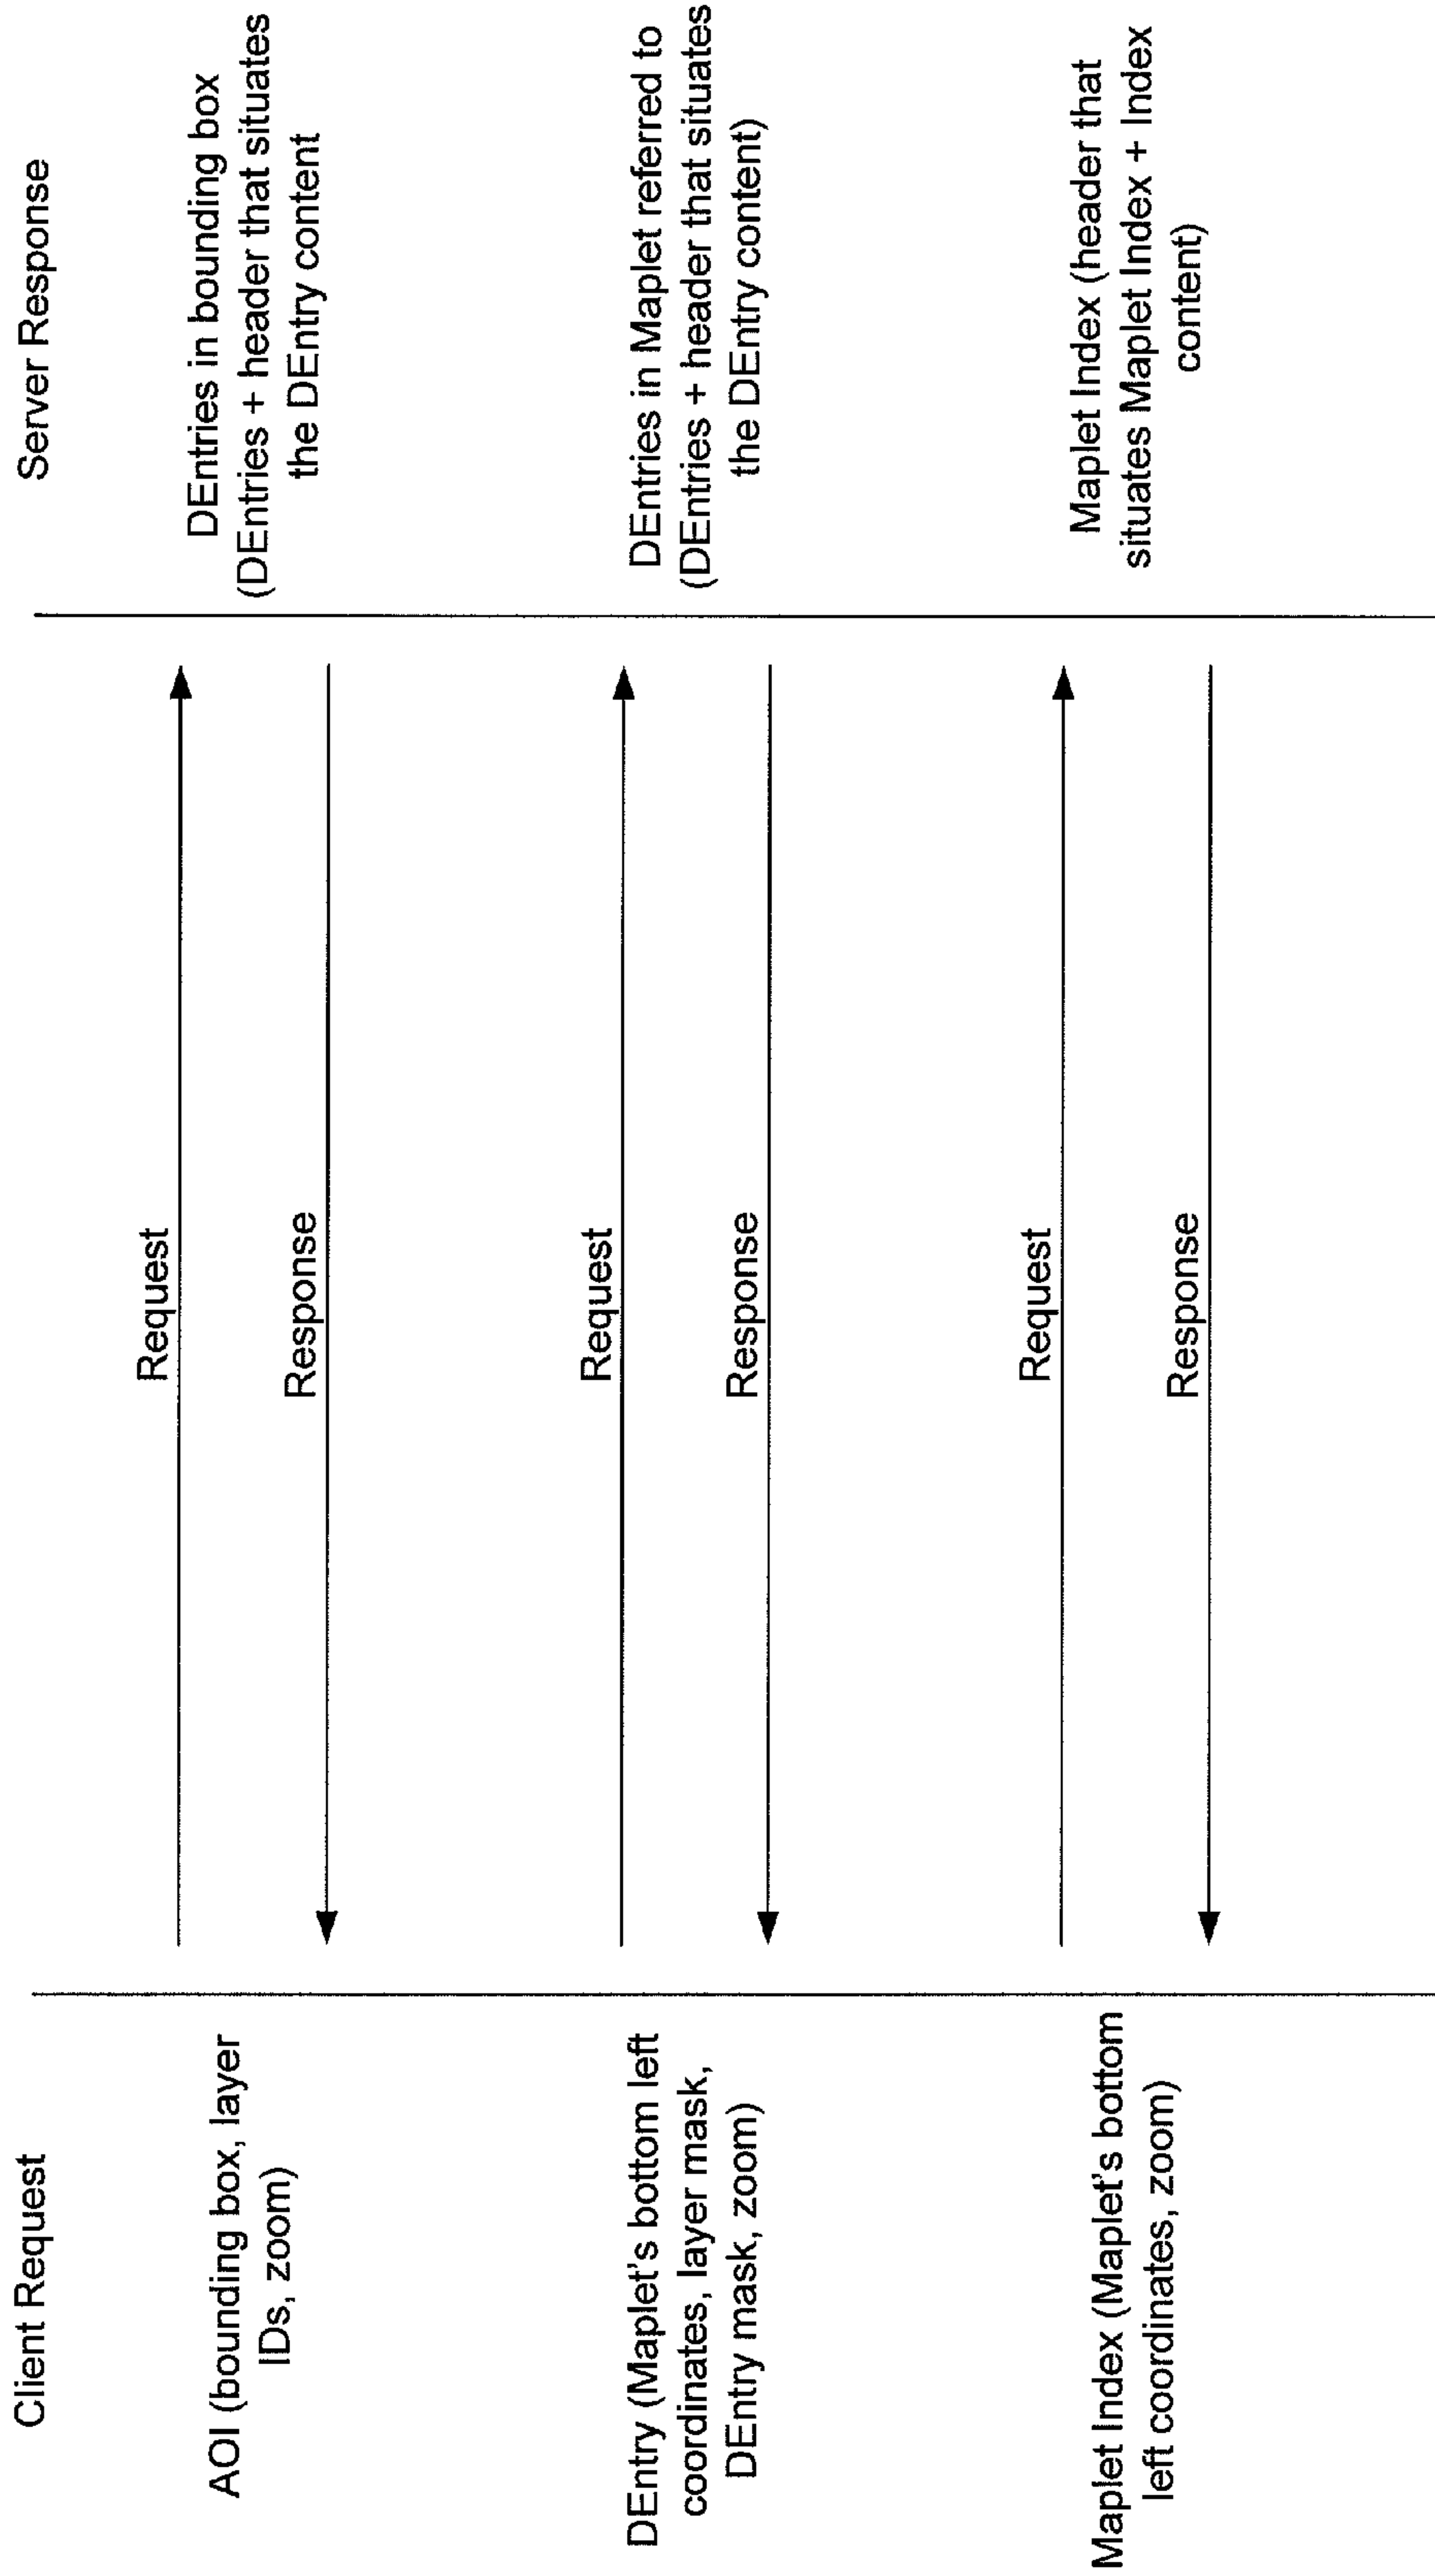 Client Request
Server Response
AOI (bounding box, layer
IDs, zoom)
Request
Response
DEntries in bounding box
(DEntries + header that situates
the DEntry content
DEntry (Maplet's bottom left
coordinates, layer mask,
DEntry mask, zoom)
Request
Response
DEntries in Maplet referred to
(DEntries + header that situates
the DEntry content)
Maplet Index (Maplet's bottom
left coordinates, zoom)
Request
Response
Maplet Index (header that
situates Maplet Index + Index
content)